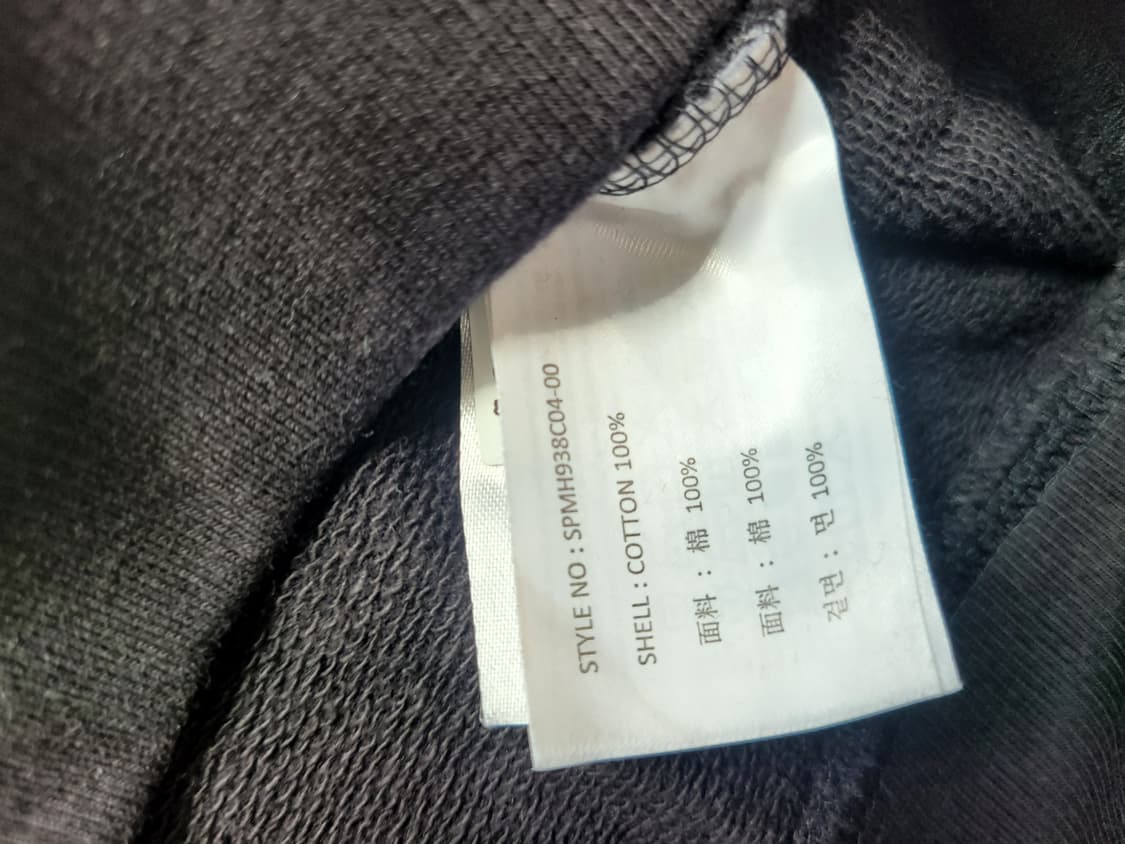 STYLE NO : SPMH938C04-00
SHELL : COTTON 100%
面料 : 棉 100%
面料 : 棉 100%
겉면 : 면 100%